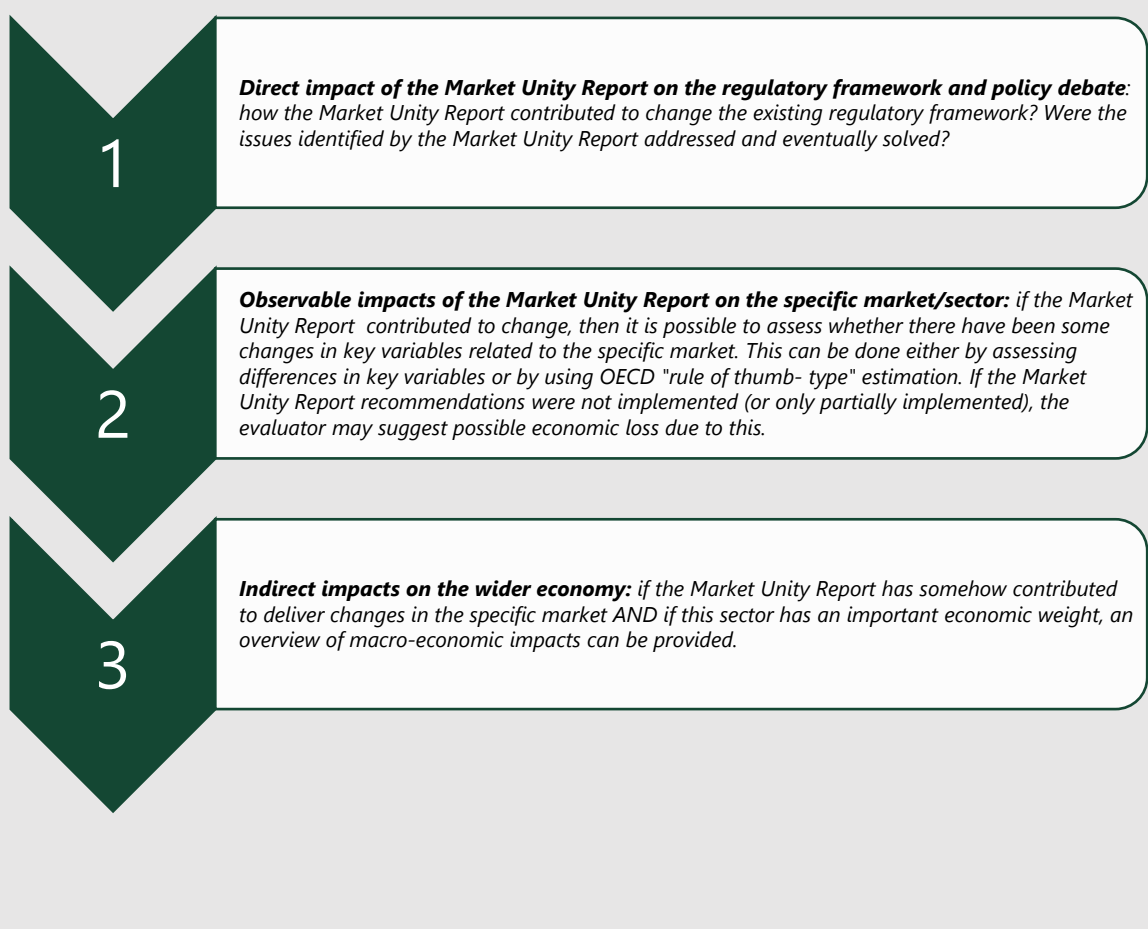 1
Direct impact of the Market Unity Report on the regulatory framework and policy debate:
how the Market Unity Report contributed to change the existing regulatory framework? Were the
issues identified by the Market Unity Report addressed and eventually solved?
2
Observable impacts of the Market Unity Report on the specific market/sector: if the Market
Unity Report  contributed to change, then it is possible to assess whether there have been some
changes in key variables related to the specific market. This can be done either by assessing
differences in key variables or by using OECD "rule of thumb- type" estimation. If the Market
Unity Report recommendations were not implemented (or only partially implemented), the
evaluator may suggest possible economic loss due to this.
3
Indirect impacts on the wider economy: if the Market Unity Report has somehow contributed
to deliver changes in the specific market AND if this sector has an important economic weight, an
overview of macro-economic impacts can be provided.